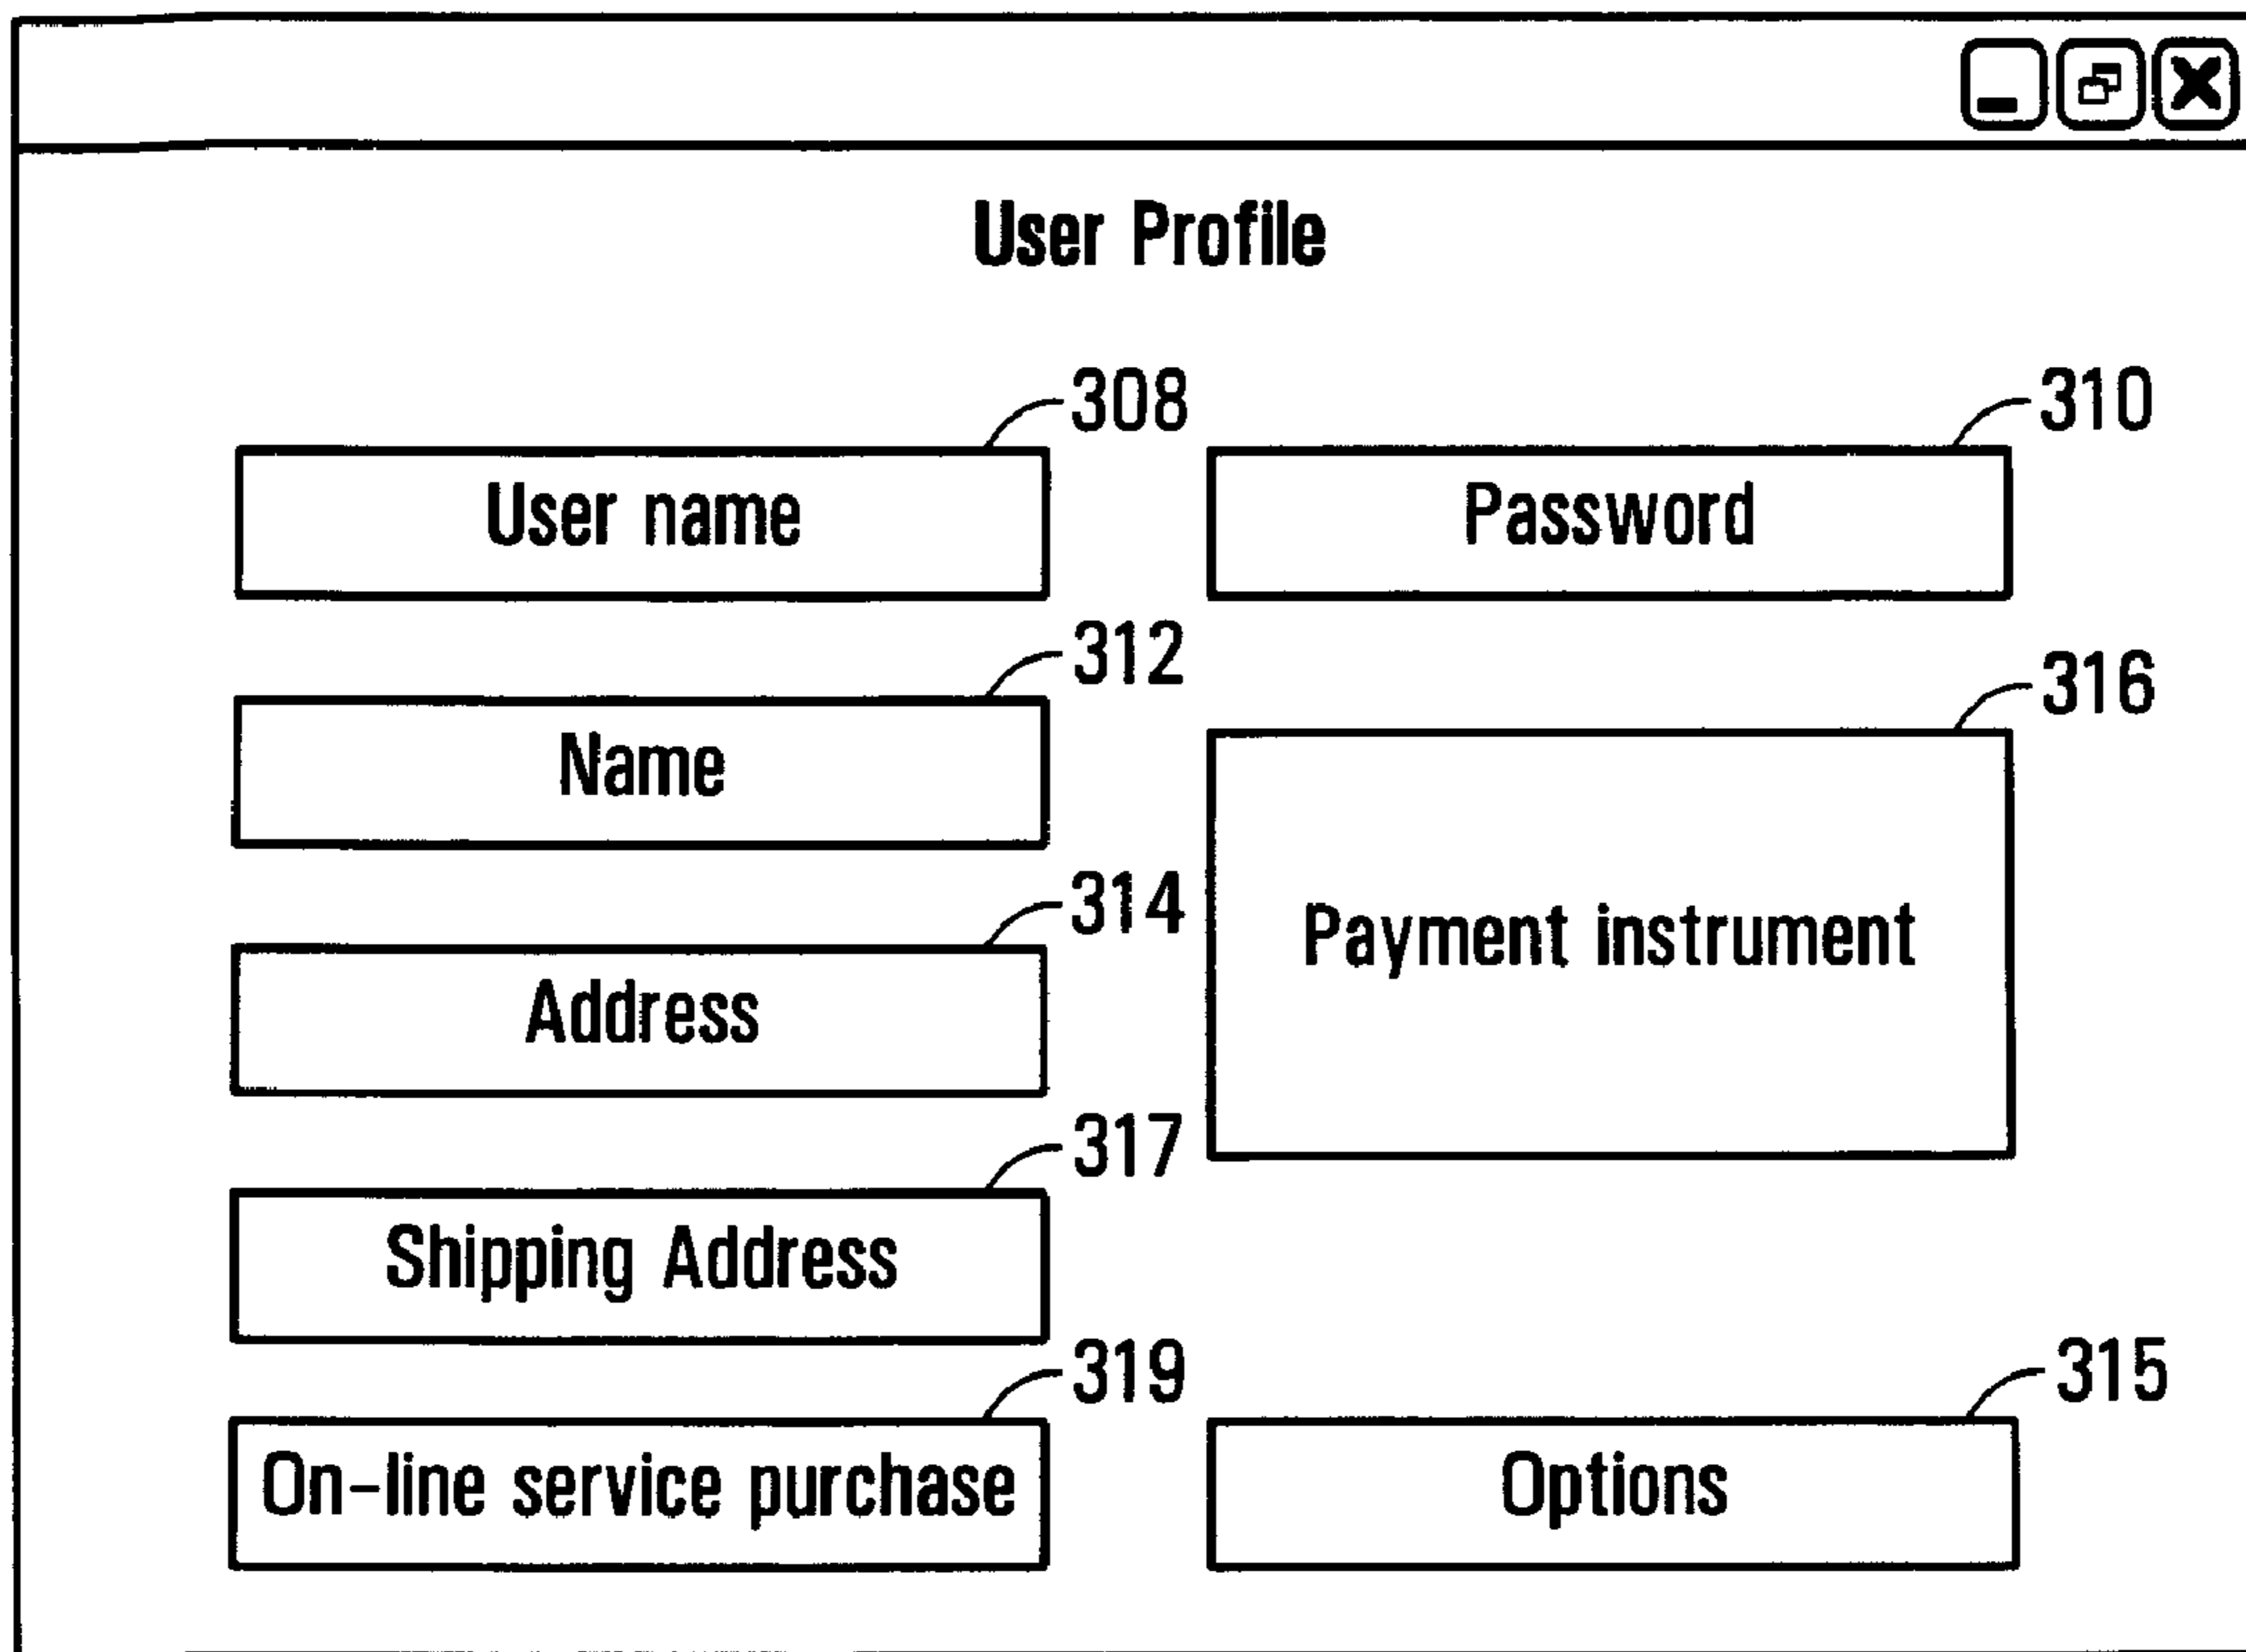 User Profile
308
310
User name
Password
312
316
Name
314
Payment instrument
Address
317
Shipping Address
319
315
On-line service purchase
Options